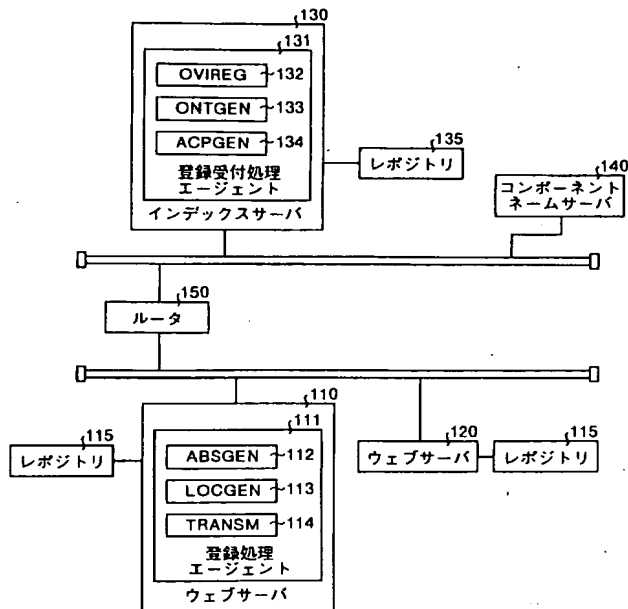 130
131
OVIREG 132
ONTGEN 133
ACPGEN 134
登録受付処理
エージェント
インデックスサーバ
135
レポジトリ
140
コンポーネント
ネームサーバ
150
ルータ
110
111
115
レポジトリ
ABSGEN 112
LOCGEN 113
TRANSM 114
登録処理
エージェント
ウェブサーバ
120
ウェブサーバ
115
レポジトリ